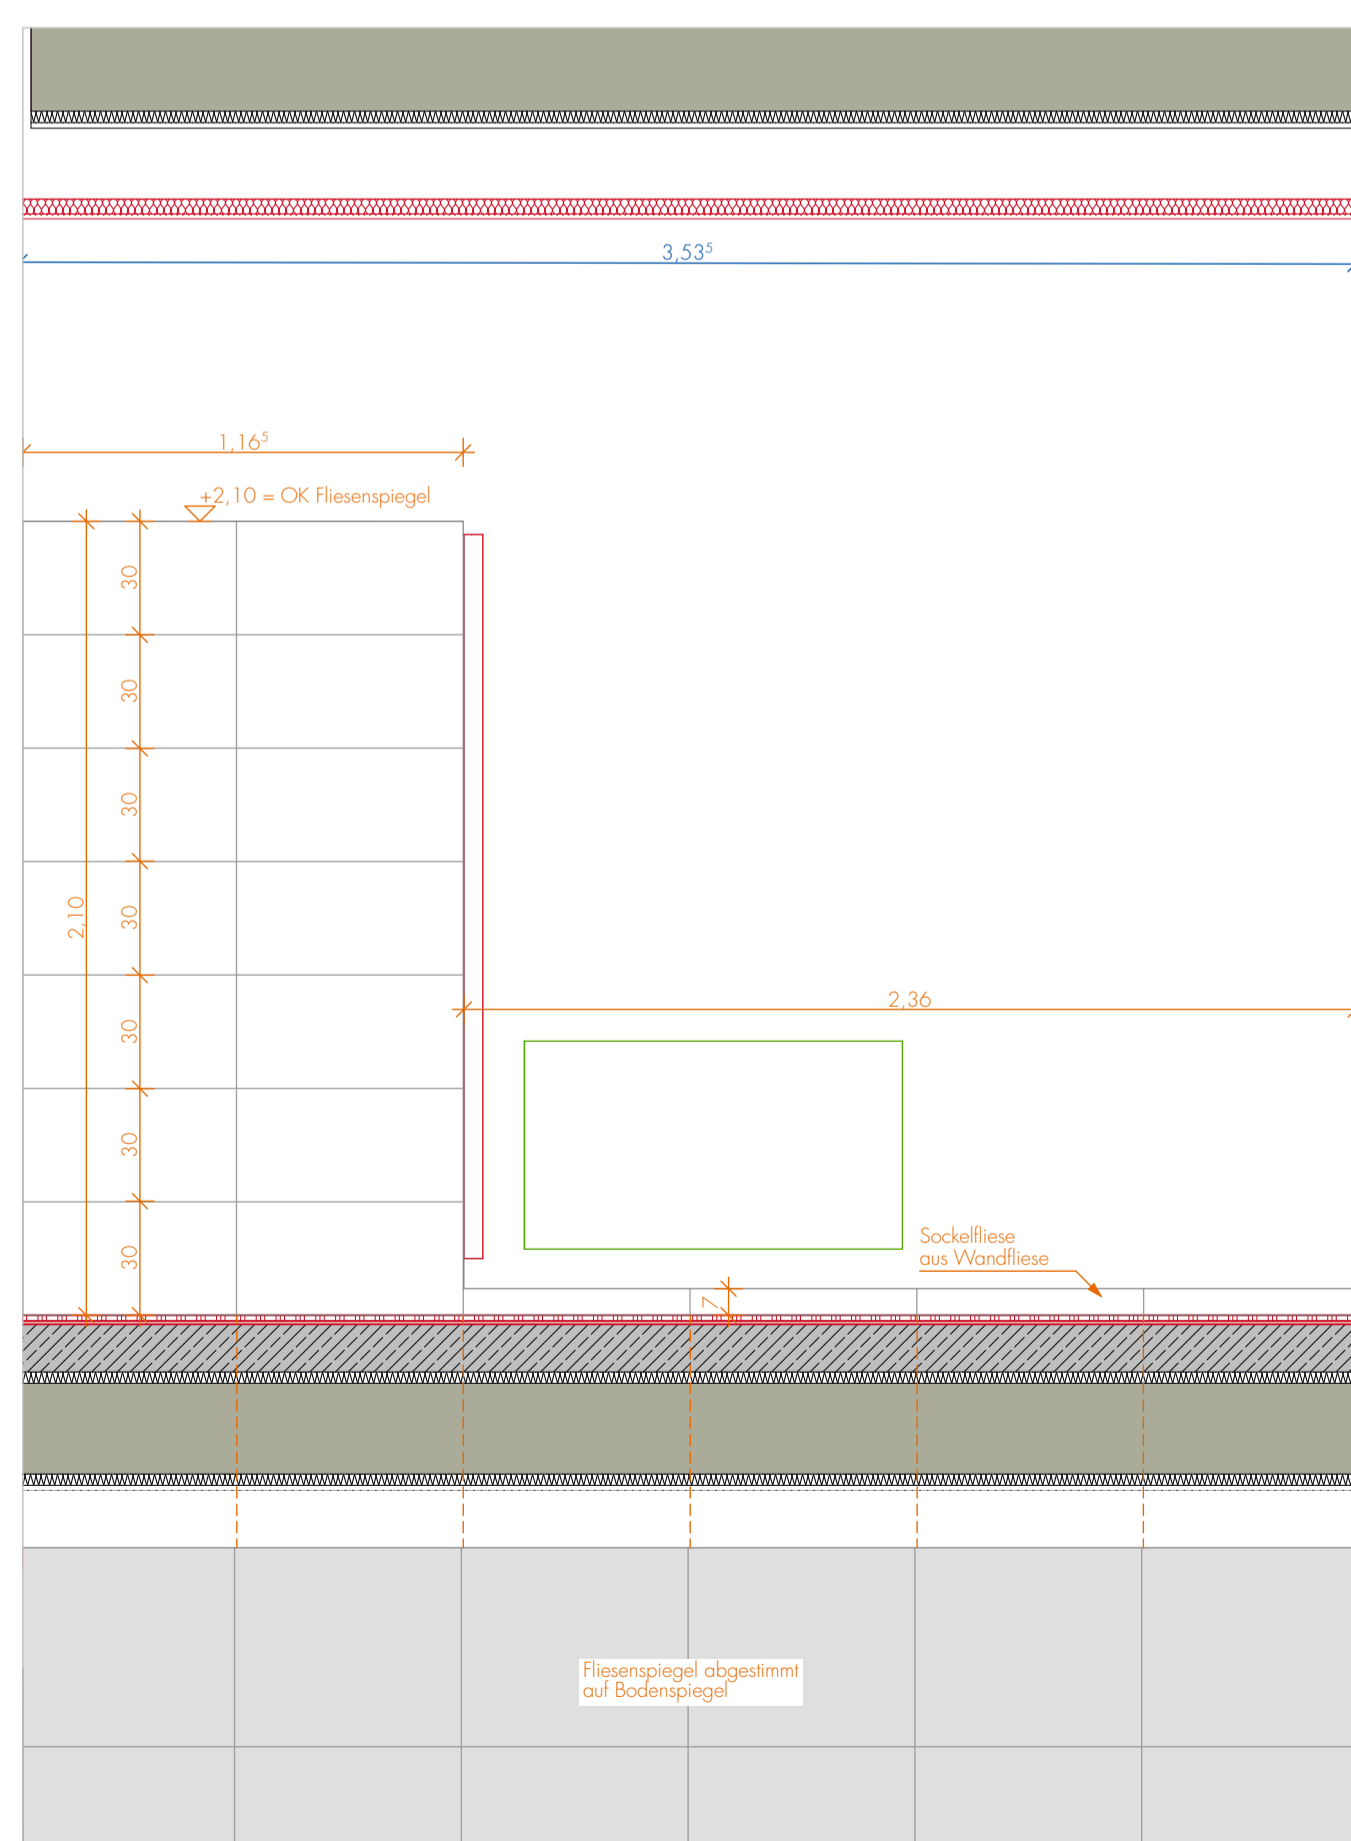 3,53⁵
1,16⁵
+2,10 = OK Fliesenspiegel
30
30
30
2,10
30
30
30
30
2,36
Sockelfliese
aus Wandfliese
7
Fliesenspiegel abgestimmt
auf Bodenspiegel